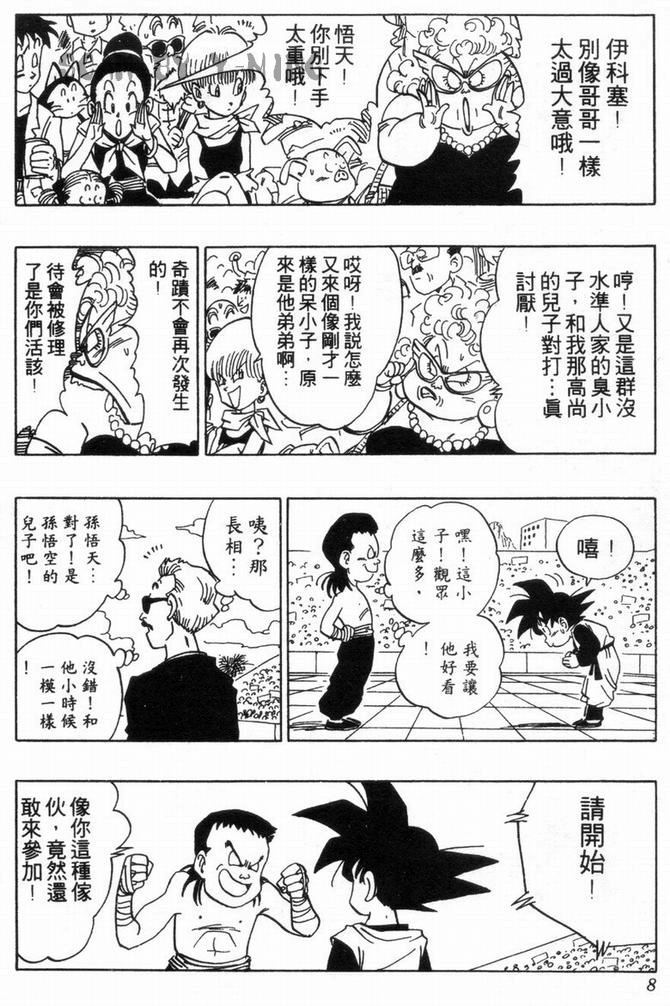 伊科塞！
別像哥哥一樣
太過大意哦！
悟天！
你別下手
太重哦！
哼！又是這群沒
水準人家的臭小
子，和我那高尚
的兒子對打…眞
討厭！
哎呀！我說怎麼
又來個像剛才一
樣的呆小子，原
來是他弟弟啊…
奇蹟不會再次發生
的！
待會被修理
了是你們活該！
嘻！
嘿！這小
子！觀眾
這麼多，
我要讓
他好看
！
咦？那
長相…
孫悟天…
對了！是
孫悟空的
兒子吧！
沒錯！和
他小時候
一模一樣
！
請開始！
像你這種傢
伙，竟然還
敢來參加！
8